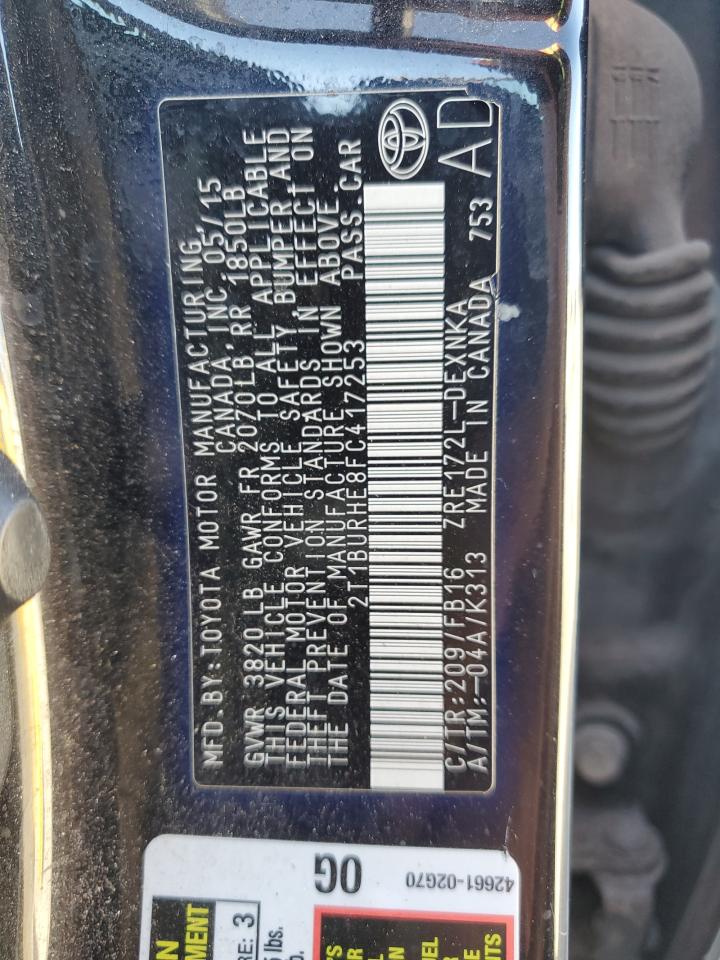 MFD. BY: TOYOTA MOTOR MANUFACTURING,
CANADA, INC. 05/15
GVWR 3820LB GAWR FR 2070LB, RR 1850LB
THIS VEHICLE CONFORMS TO ALL APPLICABLE
FEDERAL MOTOR VEHICLE SAFETY, BUMPER AND
THEFT PREVENTION STANDARDS IN EFFECT ON
THE DATE OF MANUFACTURE SHOWN ABOVE.
2T1BURHE8FC417253 PASS.CAR
C/TR:209/FB16 ZRE172L-DEXNKA
A/TM:-04A/K313 MADE IN CANADA 753
AD
0G
42661-02G70
RE: 3
lbs.